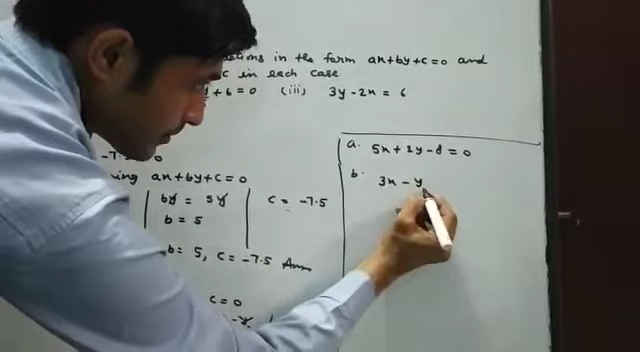 in the form ax+by+c=0 and
c in each case
+6=0 (iii) 3y-2x = 6
a. 5x+2y-8=0
b. 3x-y
-7. =0
ax+by+c=0
by = 5y
c = -7.5
b = 5
b= 5, c=-7.5 Ans
c=0